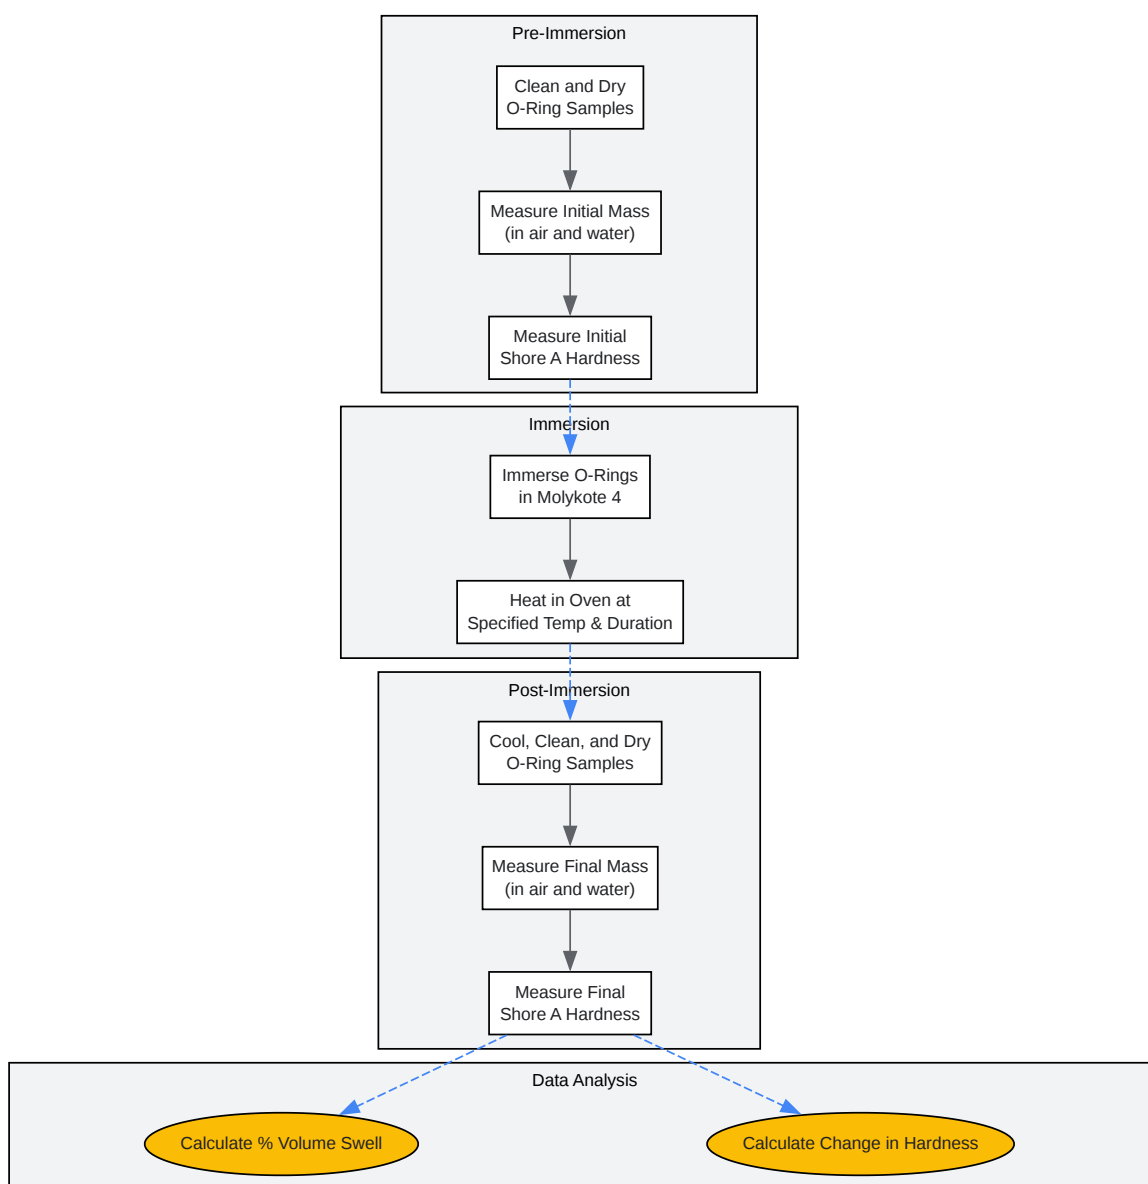 Pre-Immersion
Clean and Dry
O-Ring Samples
Measure Initial Mass
(in air and water)
Measure Initial
Shore A Hardness
Immersion
Immerse O-Rings
in Molykote 4
Heat in Oven at
Specified Temp & Duration
Post-Immersion
Cool, Clean, and Dry
O-Ring Samples
Measure Final Mass
(in air and water)
Measure Final
Shore A Hardness
Data Analysis
Calculate % Volume Swell
Calculate Change in Hardness